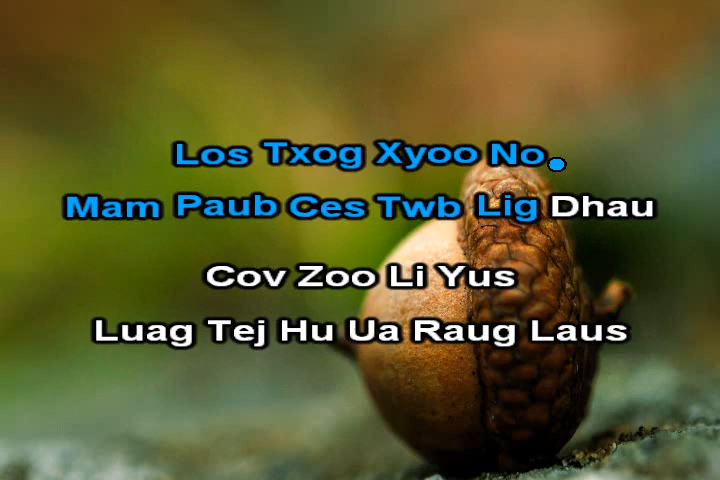 Los Txog Xyoo No
Mam Paub Ces Twb Lig Dhau
Cov Zoo Li Yus
Luag Tej Hu Ua Raug Laus